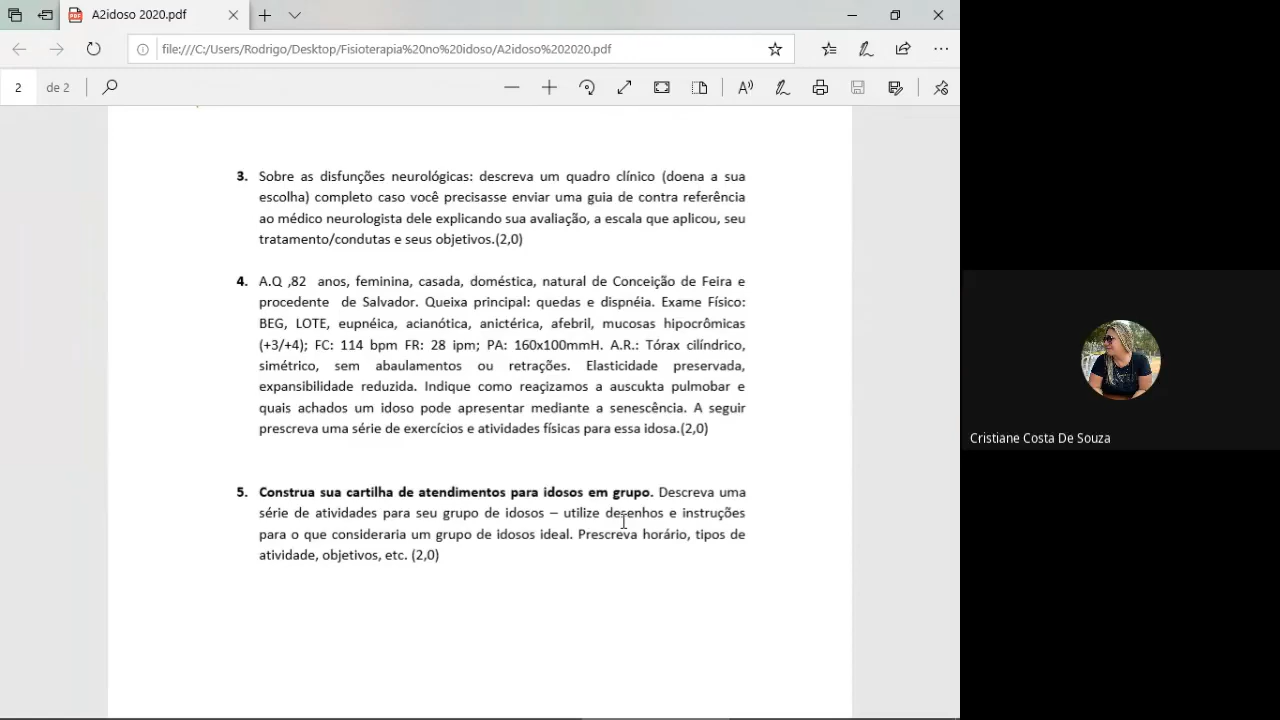 A2idoso 2020.pdf
file:///C:/Users/Rodrigo/Desktop/Fisioterapia%20no%20idoso/A2idoso%202020.pdf
2 de 2
3. Sobre as disfunções neurológicas: descreva um quadro clínico (doena a sua
escolha) completo caso você precisasse enviar uma guia de contra referência
ao médico neurologista dele explicando sua avaliação, a escala que aplicou, seu
tratamento/condutas e seus objetivos.(2,0)
4. A.Q ,82 anos, feminina, casada, doméstica, natural de Conceição de Feira e
procedente de Salvador. Queixa principal: quedas e dispnéia. Exame Físico:
BEG, LOTE, eupnéica, acianótica, anictérica, afebril, mucosas hipocrômicas
(+3/+4); FC: 114 bpm FR: 28 ipm; PA: 160x100mmH. A.R.: Tórax cilíndrico,
simétrico, sem abaulamentos ou retrações. Elasticidade preservada,
expansibilidade reduzida. Indique como reaçizamos a auscukta pulmobar e
quais achados um idoso pode apresentar mediante a senescência. A seguir
prescreva uma série de exercícios e atividades físicas para essa idosa.(2,0)
5. Construa sua cartilha de atendimentos para idosos em grupo. Descreva uma
série de atividades para seu grupo de idosos – utilize desenhos e instruções
para o que consideraria um grupo de idosos ideal. Prescreva horário, tipos de
atividade, objetivos, etc. (2,0)
Cristiane Costa De Souza